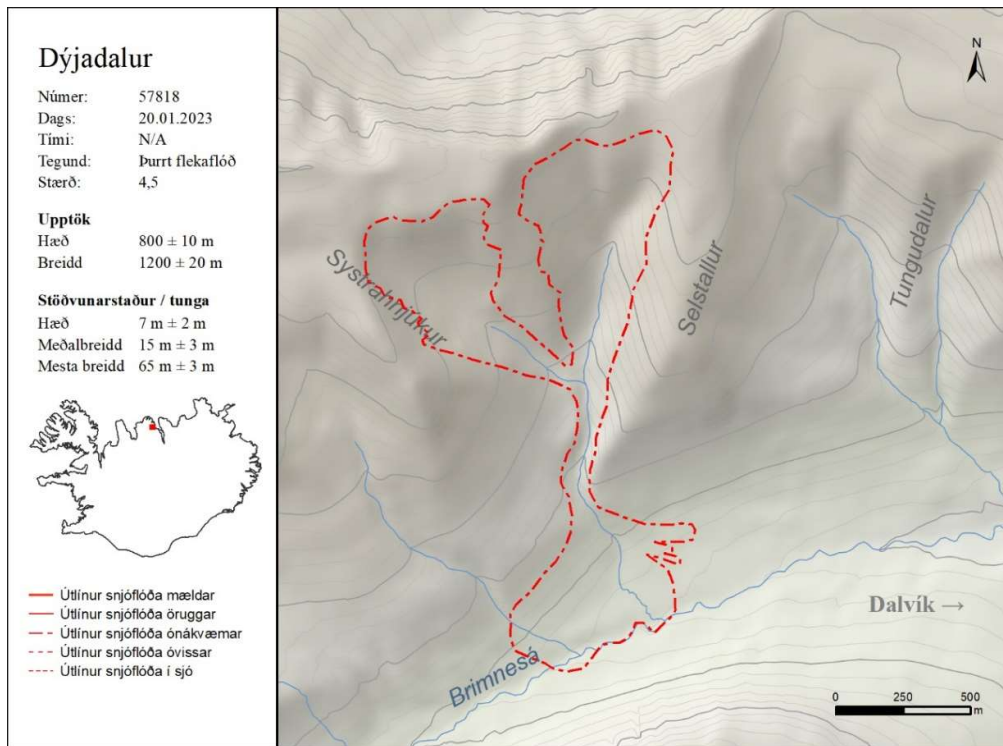 Dýjadalur
Númer: 57818
Dags: 20.01.2023
Tími: N/A
Tegund: Þurrt flekaflóð
Stærð: 4,5
Upptök
Hæð 800 ± 10 m
Breidd 1200 ± 20 m
Stöðvunarstaður / tunga
Hæð 7 m ± 2 m
Meðalbreidd 15 m ± 3 m
Mesta breidd 65 m ± 3 m
Útlínur snjóflóða mældar
Útlínur snjóflóða öruggar
Útlínur snjóflóða ónákvæmar
Útlínur snjóflóða óvissar
Útlínur snjóflóða í sjó
N
Systrahnjúkur
Selstallur
Tungudalur
Dalvík →
Brimnesá
0 250 500
m